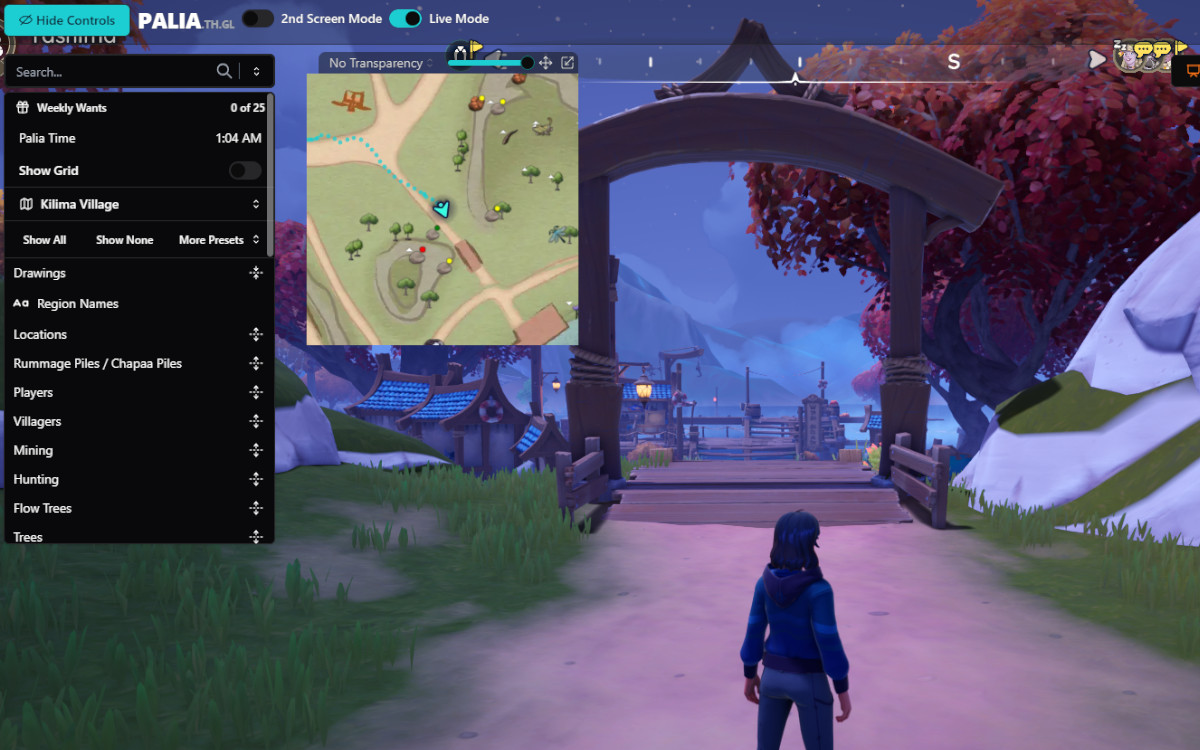 Hide Controls
PALIA.TH.GL
2nd Screen Mode
Live Mode
Search...
No Transparency
S
Weekly Wants 0 of 25
Palia Time 1:04 AM
Show Grid
Kilima Village
Show All Show None More Presets
Drawings
Aa Region Names
Locations
Rummage Piles / Chapaa Piles
Players
Villagers
Mining
Hunting
Flow Trees
Trees